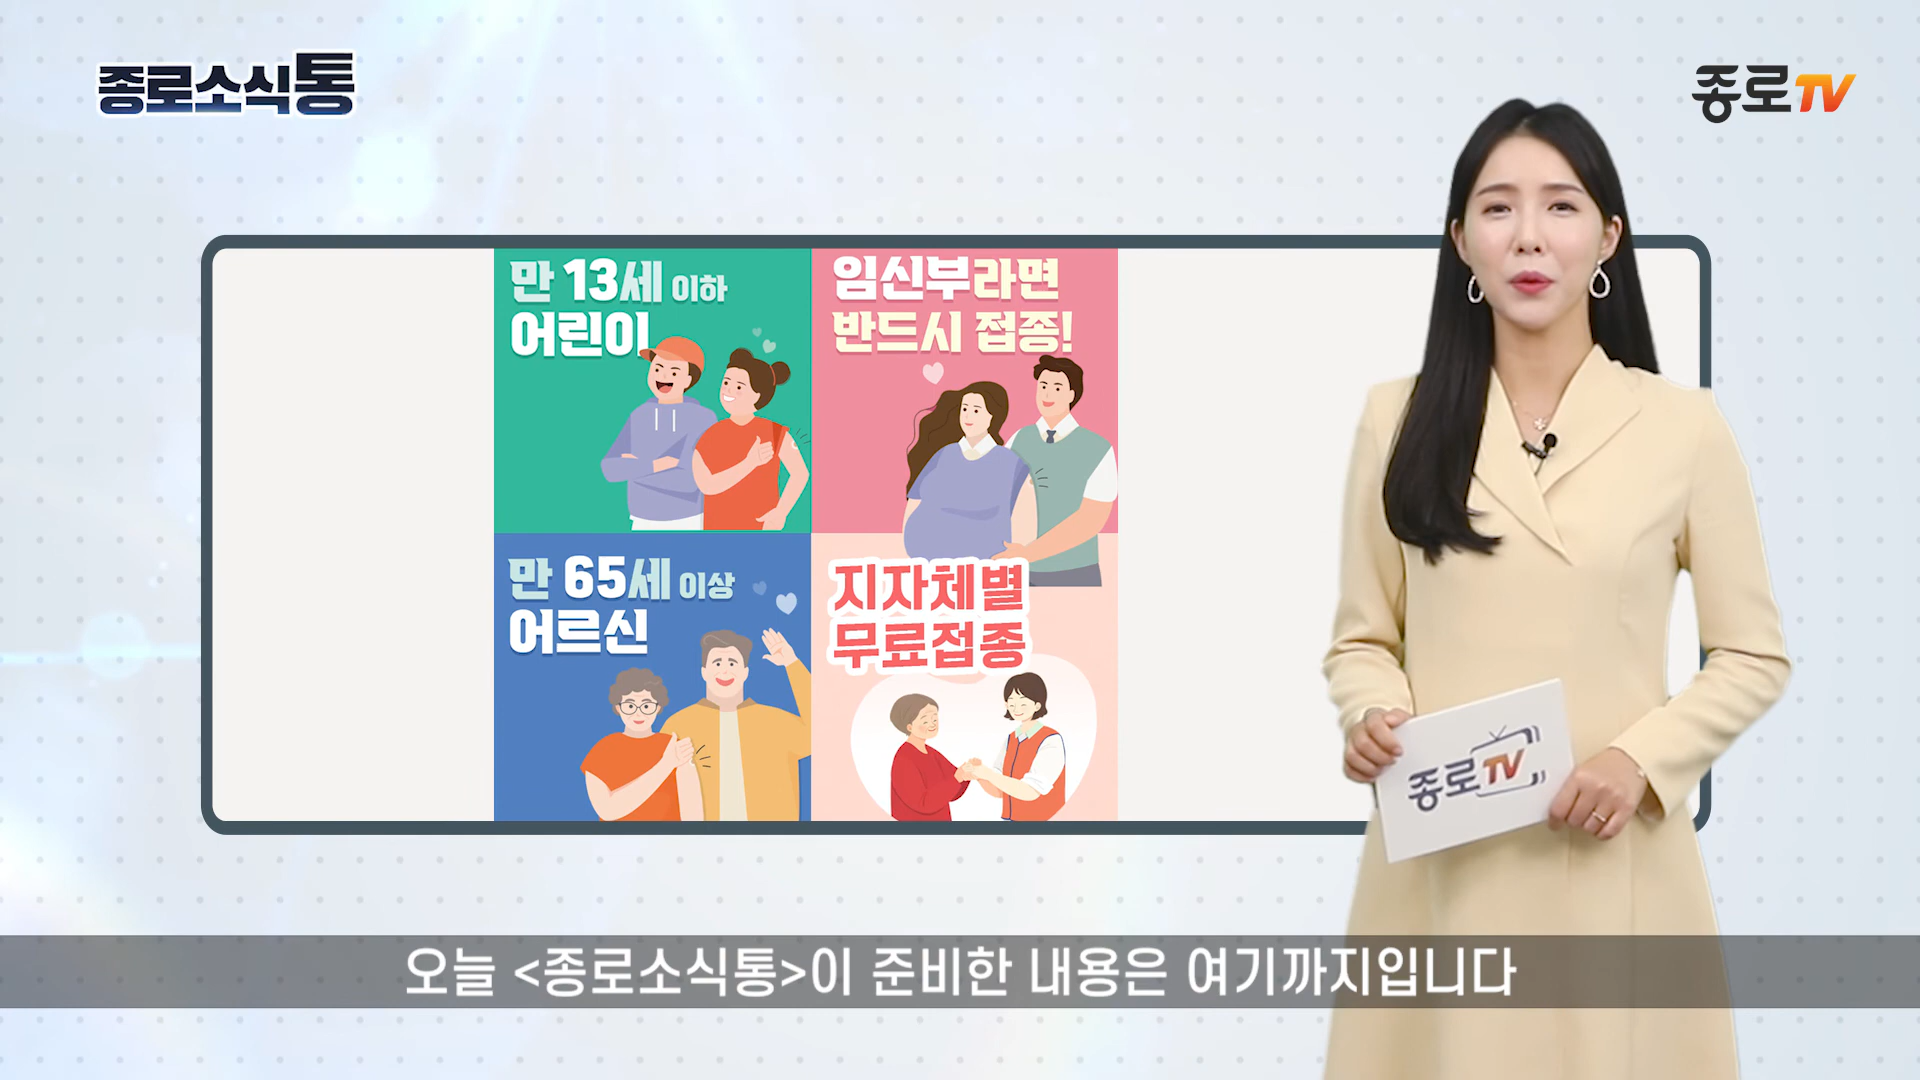 종로소식통
종로TV
만 13세 이하
어린이
임신부라면
반드시 접종!
만 65세 이상
어르신
지자체별
무료접종
종로TV
오늘 <종로소식통>이 준비한 내용은 여기까지입니다